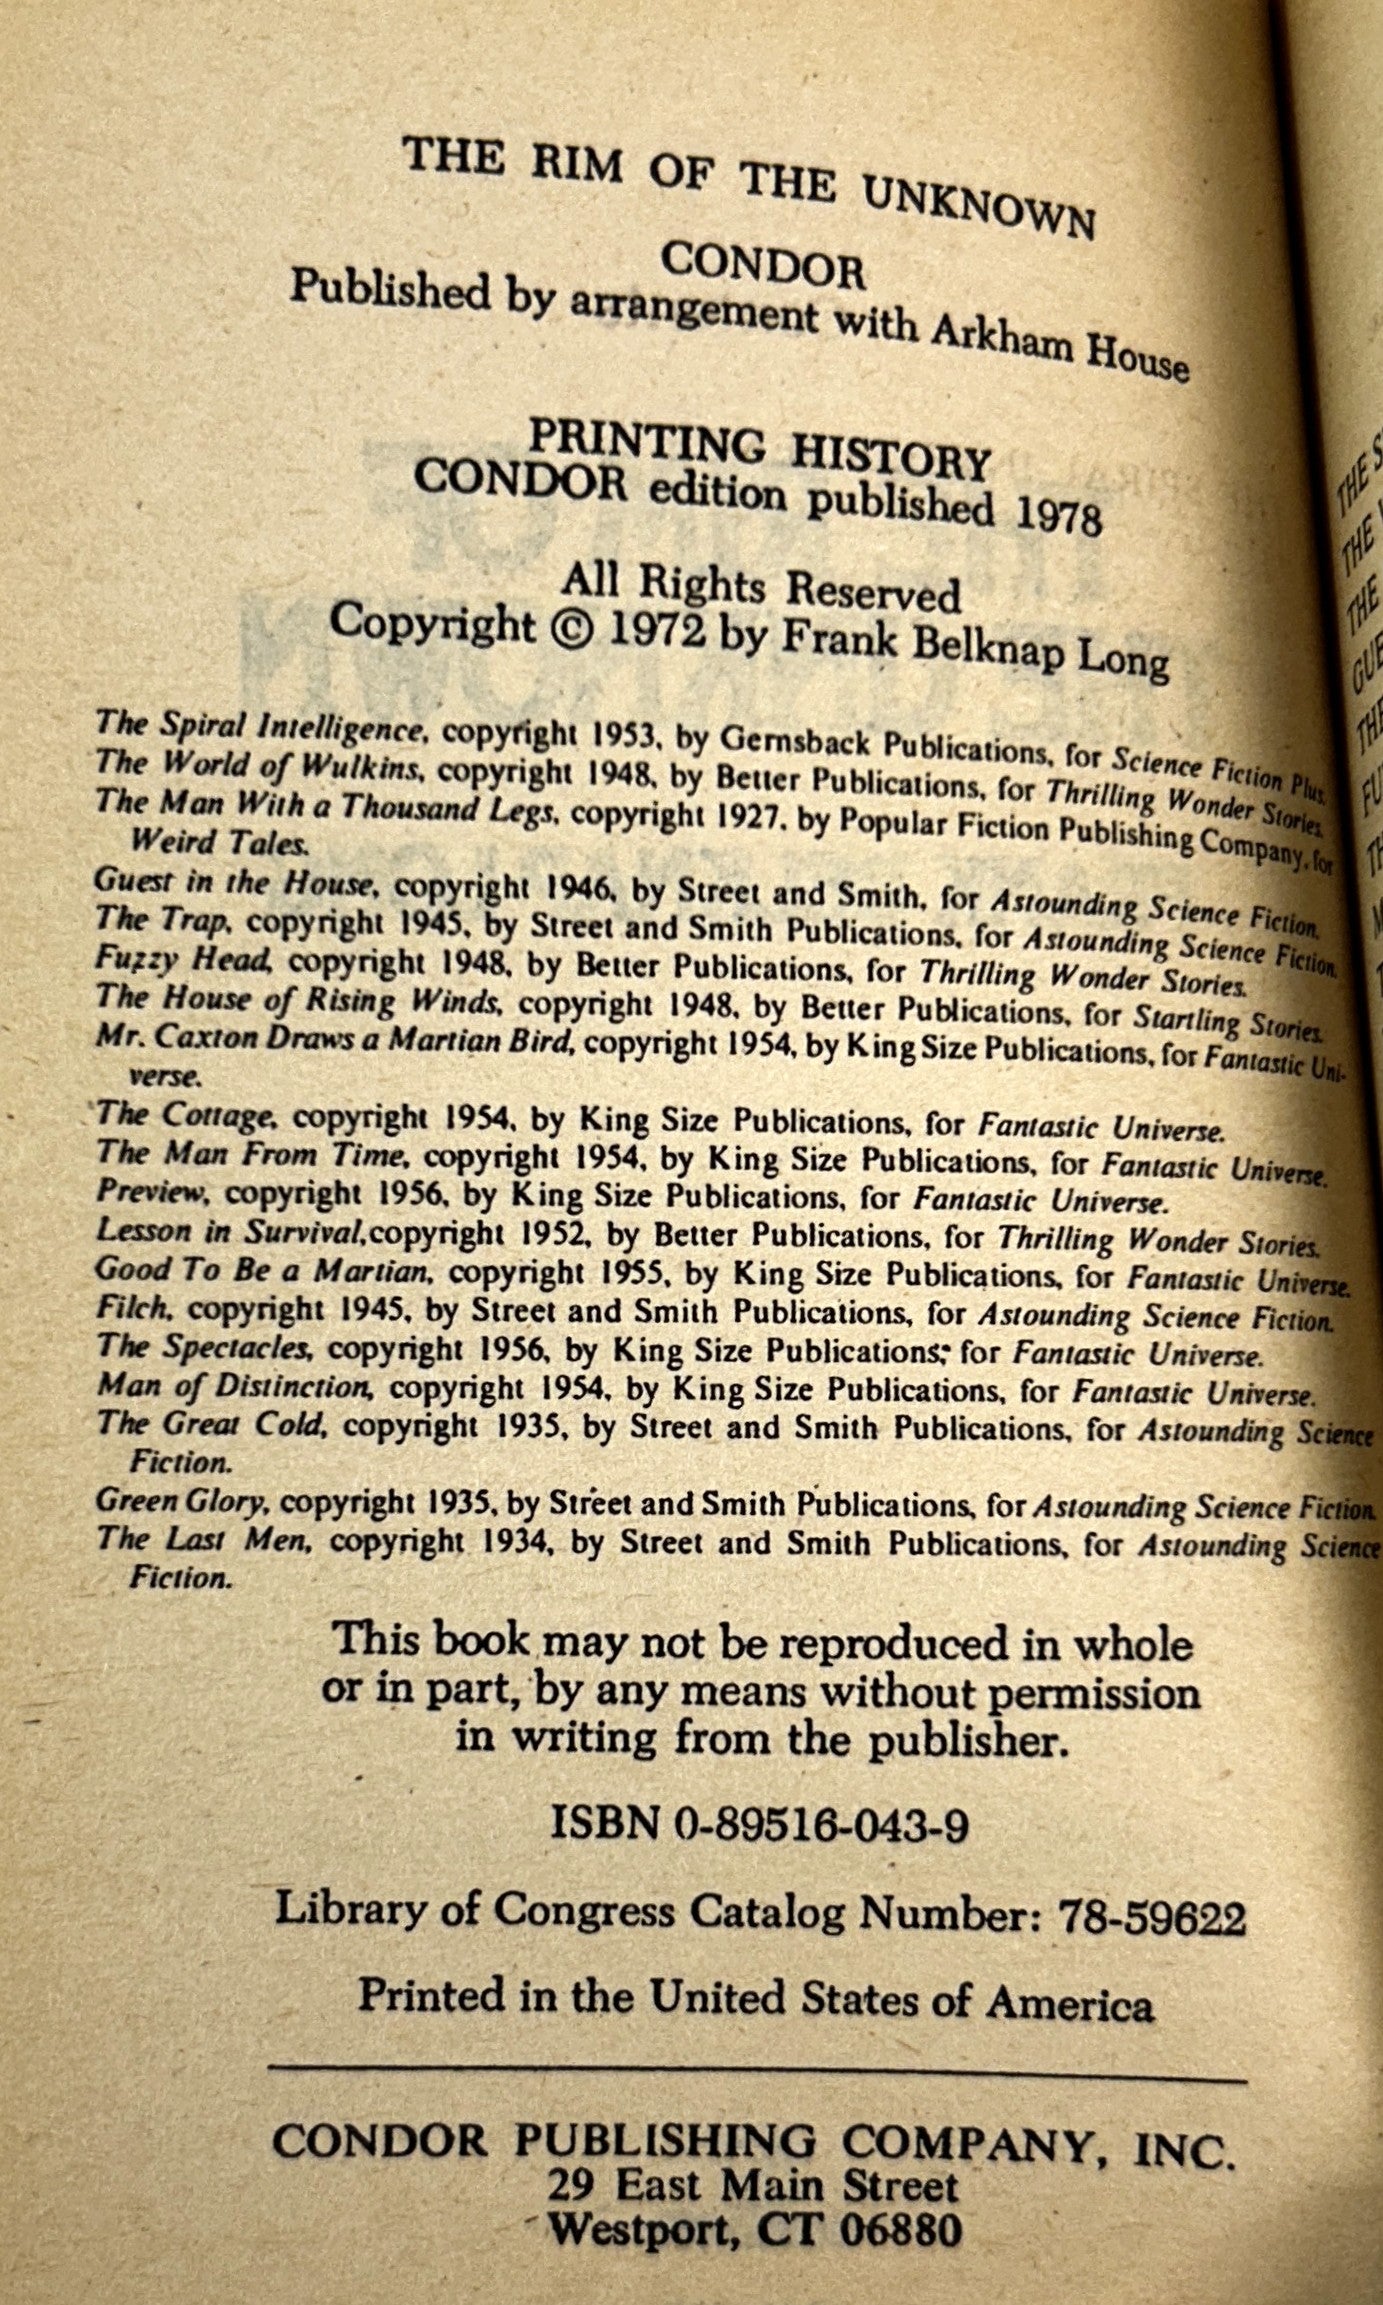 THE RIM OF THE UNKNOWN
CONDOR
Published by arrangement with Arkham House
PRINTING HISTORY
CONDOR edition published 1978
All Rights Reserved
Copyright © 1972 by Frank Belknap Long
The Spiral Intelligence, copyright 1953, by Gernsback Publications, for Science Fiction Plus.
The World of Wulkins, copyright 1948, by Better Publications, for Thrilling Wonder Stories.
The Man With a Thousand Legs, copyright 1927, by Popular Fiction Publishing Company, for
Weird Tales.
Guest in the House, copyright 1946, by Street and Smith, for Astounding Science Fiction.
The Trap, copyright 1945, by Street and Smith Publications, for Astounding Science Fiction.
Fuzzy Head, copyright 1948, by Better Publications, for Thrilling Wonder Stories.
The House of Rising Winds, copyright 1948, by Better Publications, for Startling Stories.
Mr. Caxton Draws a Martian Bird, copyright 1954, by King Size Publications, for Fantastic Uni-
verse.
The Cottage, copyright 1954, by King Size Publications, for Fantastic Universe.
The Man From Time, copyright 1954, by King Size Publications, for Fantastic Universe.
Preview, copyright 1956, by King Size Publications, for Fantastic Universe.
Lesson in Survival,copyright 1952, by Better Publications, for Thrilling Wonder Stories.
Good To Be a Martian, copyright 1955, by King Size Publications, for Fantastic Universe.
Filch, copyright 1945, by Street and Smith Publications, for Astounding Science Fiction.
The Spectacles, copyright 1956, by King Size Publications, for Fantastic Universe.
Man of Distinction, copyright 1954, by King Size Publications, for Fantastic Universe.
The Great Cold, copyright 1935, by Street and Smith Publications, for Astounding Science
Fiction.
Green Glory, copyright 1935, by Street and Smith Publications, for Astounding Science Fiction.
The Last Men, copyright 1934, by Street and Smith Publications, for Astounding Science
Fiction.
This book may not be reproduced in whole
or in part, by any means without permission
in writing from the publisher.
ISBN 0-89516-043-9
Library of Congress Catalog Number: 78-59622
Printed in the United States of America
CONDOR PUBLISHING COMPANY, INC.
29 East Main Street
Westport, CT 06880
THE
THE
THE